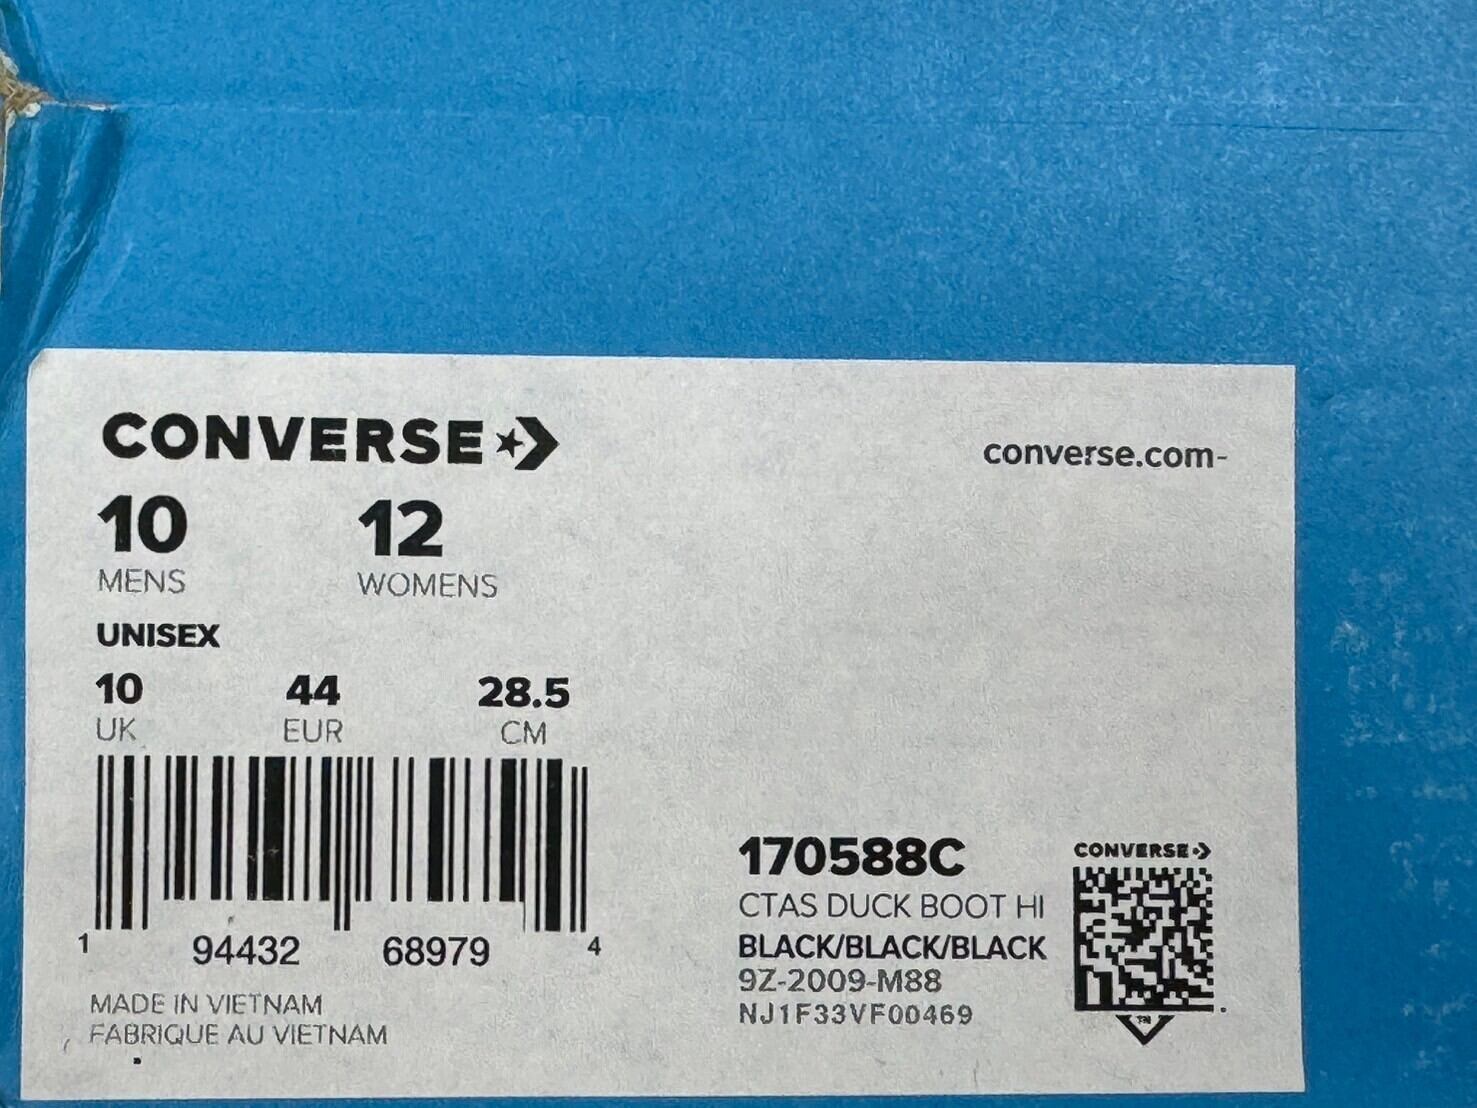 CONVERSE
converse.com-
10 12
MENS WOMENS
UNISEX
10 44 28.5
UK EUR CM
1 94432 68979 4
MADE IN VIETNAM
FABRIQUE AU VIETNAM
170588C
CTAS DUCK BOOT HI
BLACK/BLACK/BLACK
9Z-2009-M88
NJ1F33VF00469
CONVERSE
TM